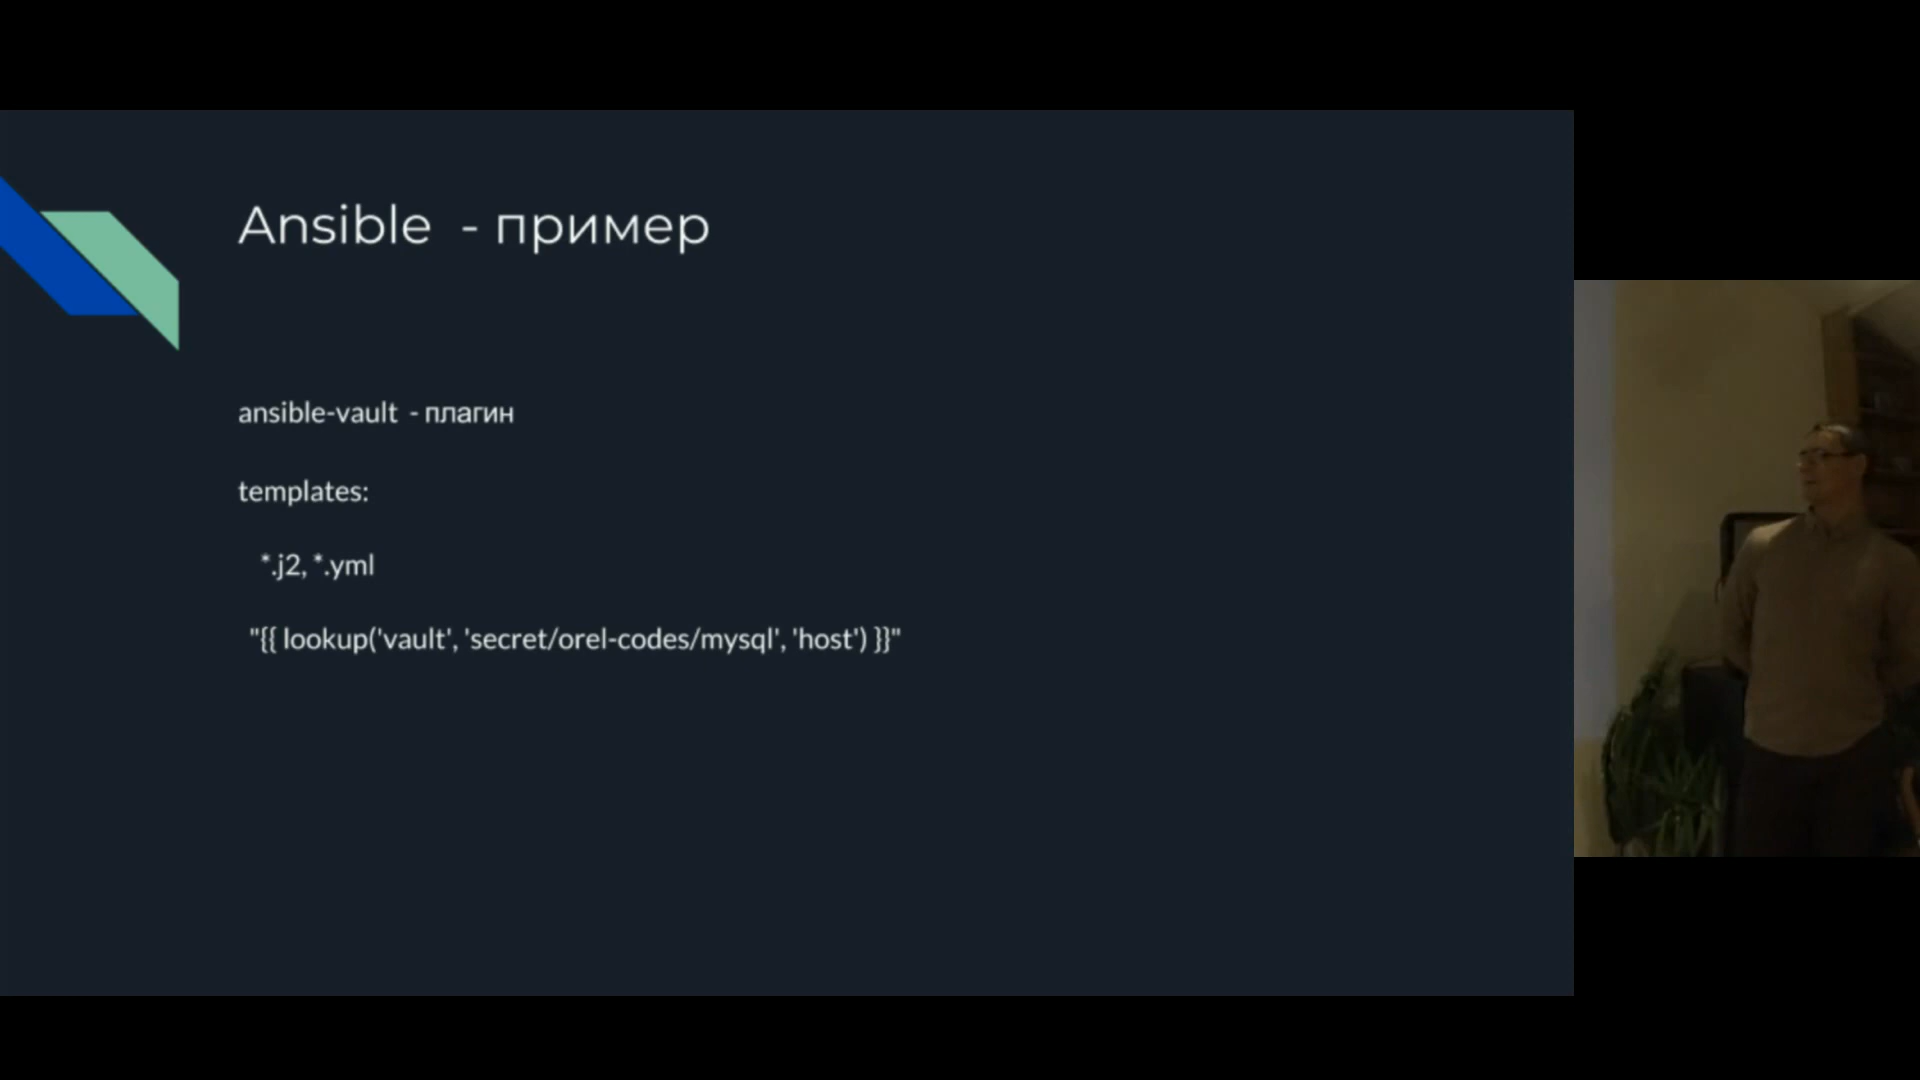 Ansible - пример
ansible-vault - плагин
templates:
*.j2, *.yml
"{{ lookup('vault', 'secret/orel-codes/mysql', 'host') }}"